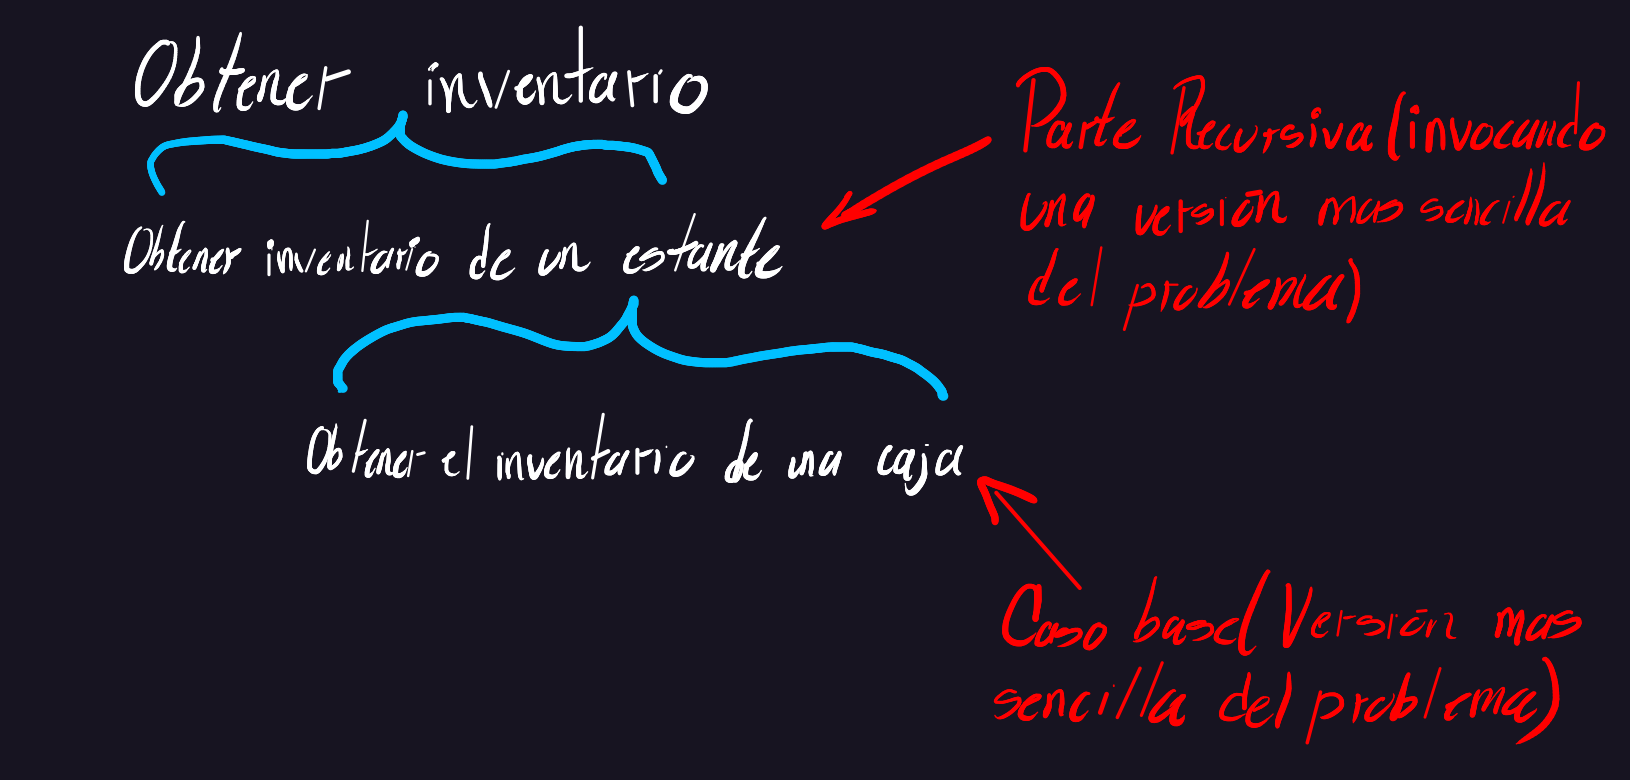 Obtener inventario
Parte Recursiva (invocando
una versión mas sencilla
del problema)
Obtener inventario de un estante
Obtener el inventario de una caja
Caso base( Versión mas
sencilla del problema)